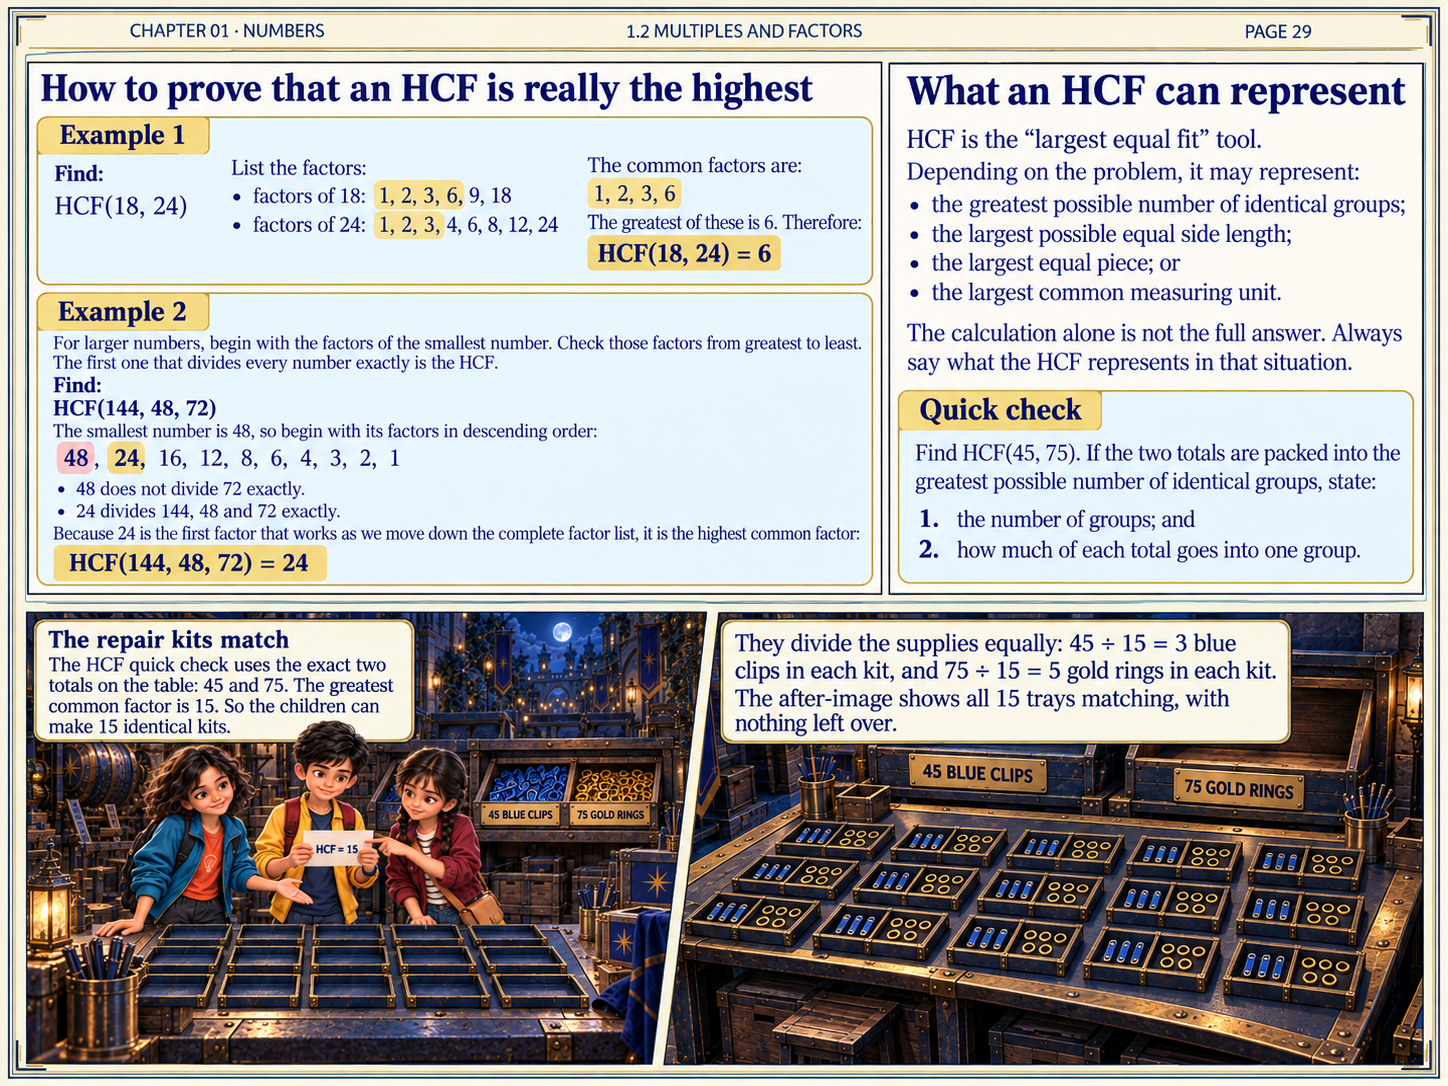 CHAPTER 01 · NUMBERS
1.2 MULTIPLES AND FACTORS
PAGE 29
How to prove that an HCF is really the highest
Example 1
Find:
HCF(18, 24)
List the factors:
• factors of 18: 1, 2, 3, 6, 9, 18
• factors of 24: 1, 2, 3, 4, 6, 8, 12, 24
The common factors are:
1, 2, 3, 6
The greatest of these is 6. Therefore:
HCF(18, 24) = 6
Example 2
For larger numbers, begin with the factors of the smallest number. Check those factors from greatest to least.
The first one that divides every number exactly is the HCF.
Find:
HCF(144, 48, 72)
The smallest number is 48, so begin with its factors in descending order:
48, 24, 16, 12, 8, 6, 4, 3, 2, 1
• 48 does not divide 72 exactly.
• 24 divides 144, 48 and 72 exactly.
Because 24 is the first factor that works as we move down the complete factor list, it is the highest common factor:
HCF(144, 48, 72) = 24
What an HCF can represent
HCF is the “largest equal fit” tool.
Depending on the problem, it may represent:
• the greatest possible number of identical groups;
• the largest possible equal side length;
• the largest equal piece; or
• the largest common measuring unit.
The calculation alone is not the full answer. Always
say what the HCF represents in that situation.
Quick check
Find HCF(45, 75). If the two totals are packed into the
greatest possible number of identical groups, state:
1. the number of groups; and
2. how much of each total goes into one group.
The repair kits match
The HCF quick check uses the exact two
totals on the table: 45 and 75. The greatest
common factor is 15. So the children can
make 15 identical kits.
45 BLUE CLIPS
75 GOLD RINGS
HCF = 15
They divide the supplies equally: 45 ÷ 15 = 3 blue
clips in each kit, and 75 ÷ 15 = 5 gold rings in each kit.
The after-image shows all 15 trays matching, with
nothing left over.
45 BLUE CLIPS
75 GOLD RINGS